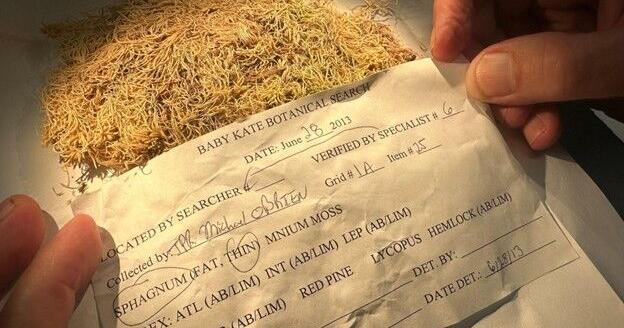 BABY KATE BOTANICAL SEARCH
DATE: June 28 2013
LOCATED BY SEARCHER # VERIFIED BY SPECIALIST # 6
Collected by: Michael O'BRIEN Grid # 1A Item # 25
SPHAGNUM (FAT, THIN) MNIUM MOSS
EX: ATL (AB/LIM) INT (AB/LIM) LEP (AB/LIM)
(AB/LIM) RED PINE LYCOPUS HEMLOCK (AB/LIM)
DET. BY:
DATE DET.: 6/28/13